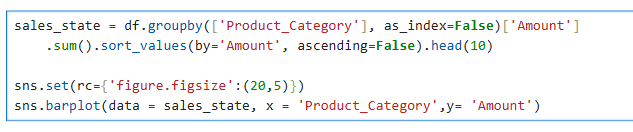 sales_state = df.groupby(['Product_Category'], as_index=False)['Amount']
    .sum().sort_values(by='Amount', ascending=False).head(10)

sns.set(rc={'figure.figsize':(20,5)})
sns.barplot(data = sales_state, x = 'Product_Category',y= 'Amount')